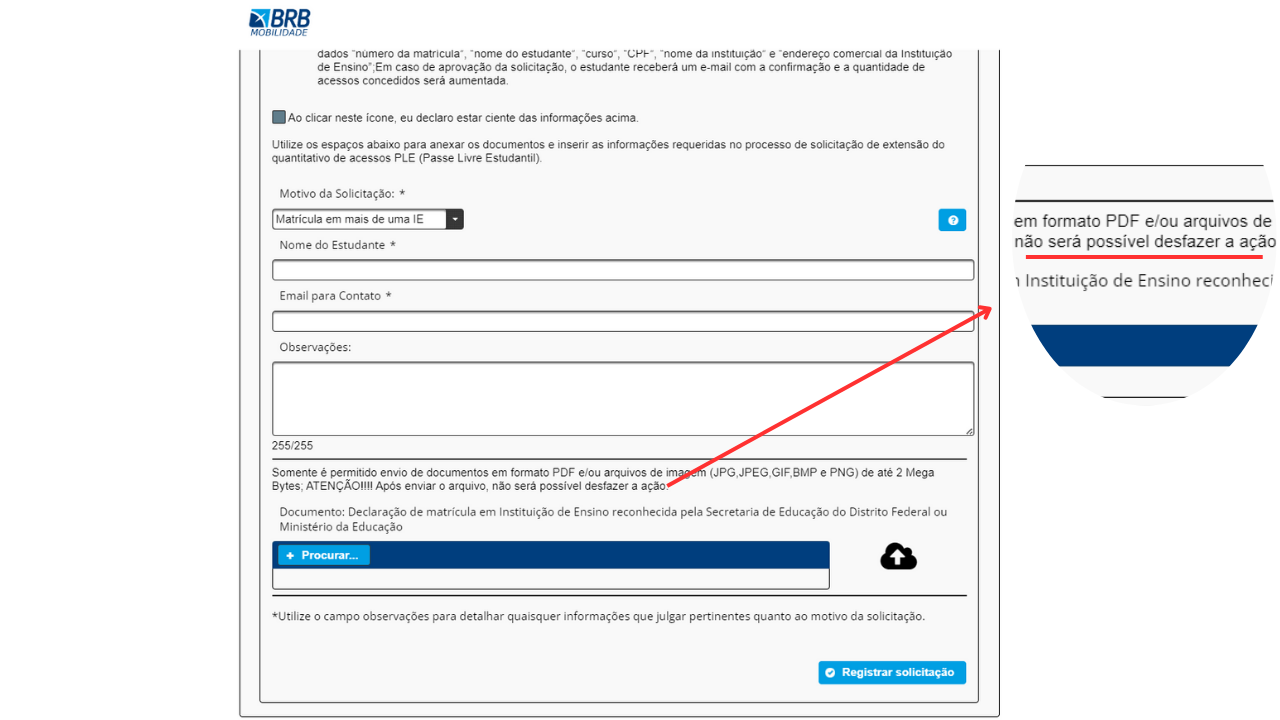 BRB
MOBILIDADE
dados "número da matrícula", "nome do estudante", "curso", "CPF", "nome da instituição" e "endereço comercial da Instituição
de Ensino";Em caso de aprovação da solicitação, o estudante receberá um e-mail com a confirmação e a quantidade de
acessos concedidos será aumentada.
Ao clicar neste ícone, eu declaro estar ciente das informações acima.
Utilize os espaços abaixo para anexar os documentos e inserir as informações requeridas no processo de solicitação de extensão do
quantitativo de acessos PLE (Passe Livre Estudantil).
Motivo da Solicitação: *
Matrícula em mais de uma IE
Nome do Estudante *
Email para Contato *
Observações:
255/255
Somente é permitido envio de documentos em formato PDF e/ou arquivos de imagem (JPG,JPEG,GIF,BMP e PNG) de até 2 Mega
Bytes; ATENÇÃO!!!! Após enviar o arquivo, não será possível desfazer a ação.
Documento: Declaração de matrícula em Instituição de Ensino reconhecida pela Secretaria de Educação do Distrito Federal ou
Ministério da Educação
+ Procurar...
*Utilize o campo observações para detalhar quaisquer informações que julgar pertinentes quanto ao motivo da solicitação.
Registrar solicitação
em formato PDF e/ou arquivos de
não será possível desfazer a ação
Instituição de Ensino reconheci